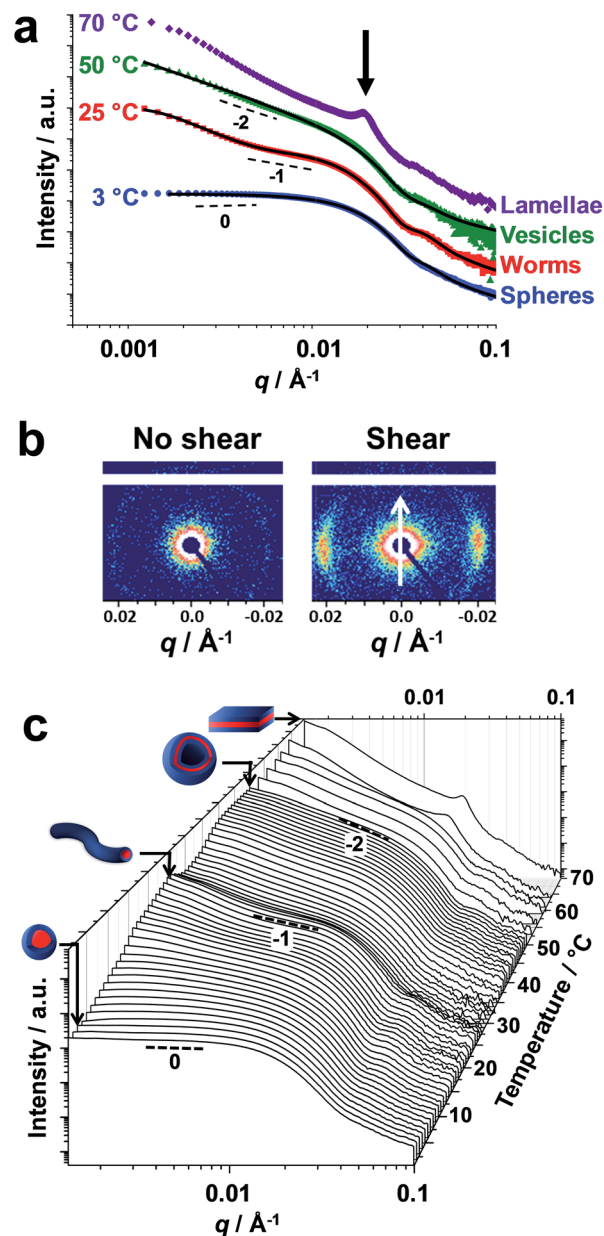 a
70 °C
50 °C
25 °C
3 °C
-2
-1
0
Lamellae
Vesicles
Worms
Spheres
Intensity / a.u.
0.001
0.01
0.1
q / Å-1
b
No shear
Shear
0.02
0.0
-0.02
0.02
0.0
-0.02
q / Å-1
q / Å-1
c
0.01
0.1
-2
-1
0
70
60
50
40
30
20
10
Temperature / °C
Intensity / a.u.
0.01
0.1
q / Å-1